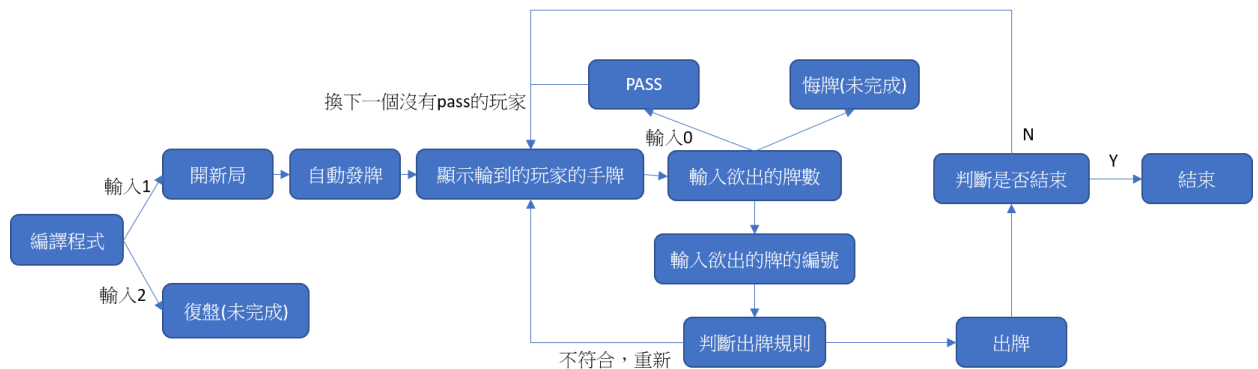 PASS
悔牌(未完成)
換下一個沒有pass的玩家
輸入0
N
開新局
自動發牌
顯示輪到的玩家的手牌
輸入欲出的牌數
判斷是否結束
Y
結束
輸入1
編譯程式
輸入欲出的牌的編號
輸入2
復盤(未完成)
不符合，重新
判斷出牌規則
出牌